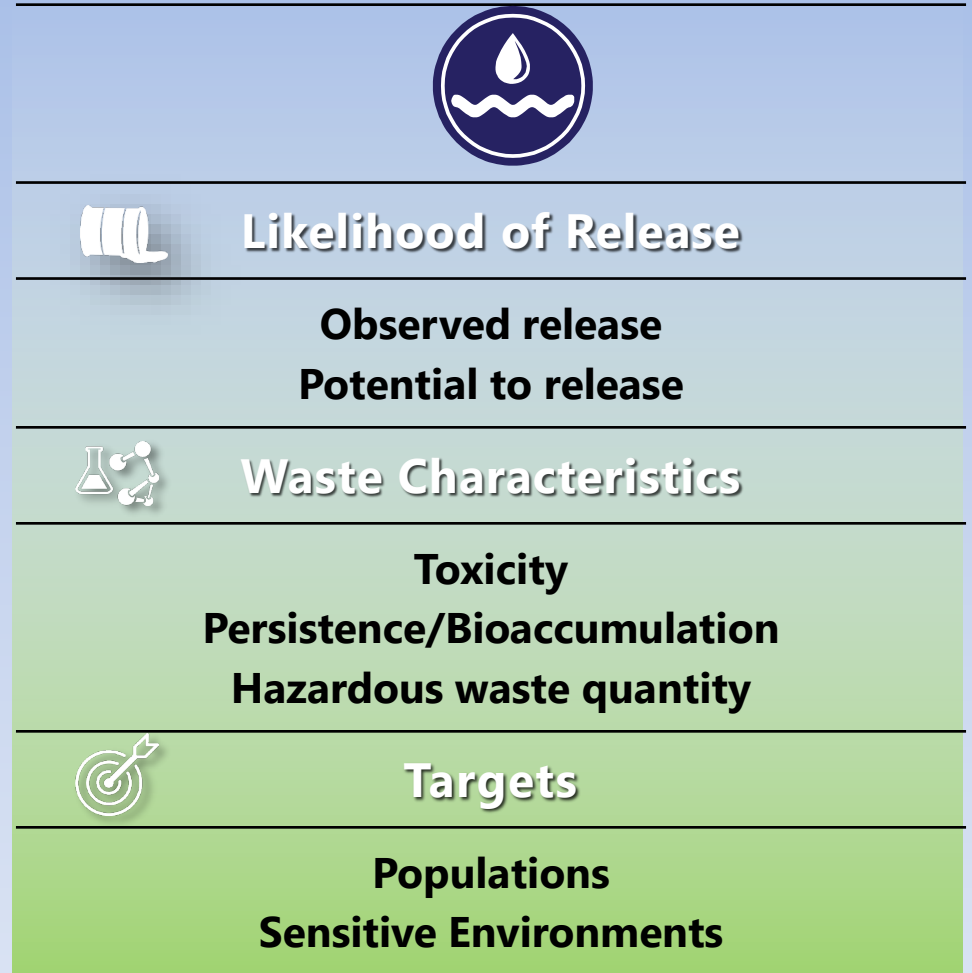 Likelihood of Release
Observed release
Potential to release
Waste Characteristics
Toxicity
Persistence/Bioaccumulation
Hazardous waste quantity
Targets
Populations
Sensitive Environments